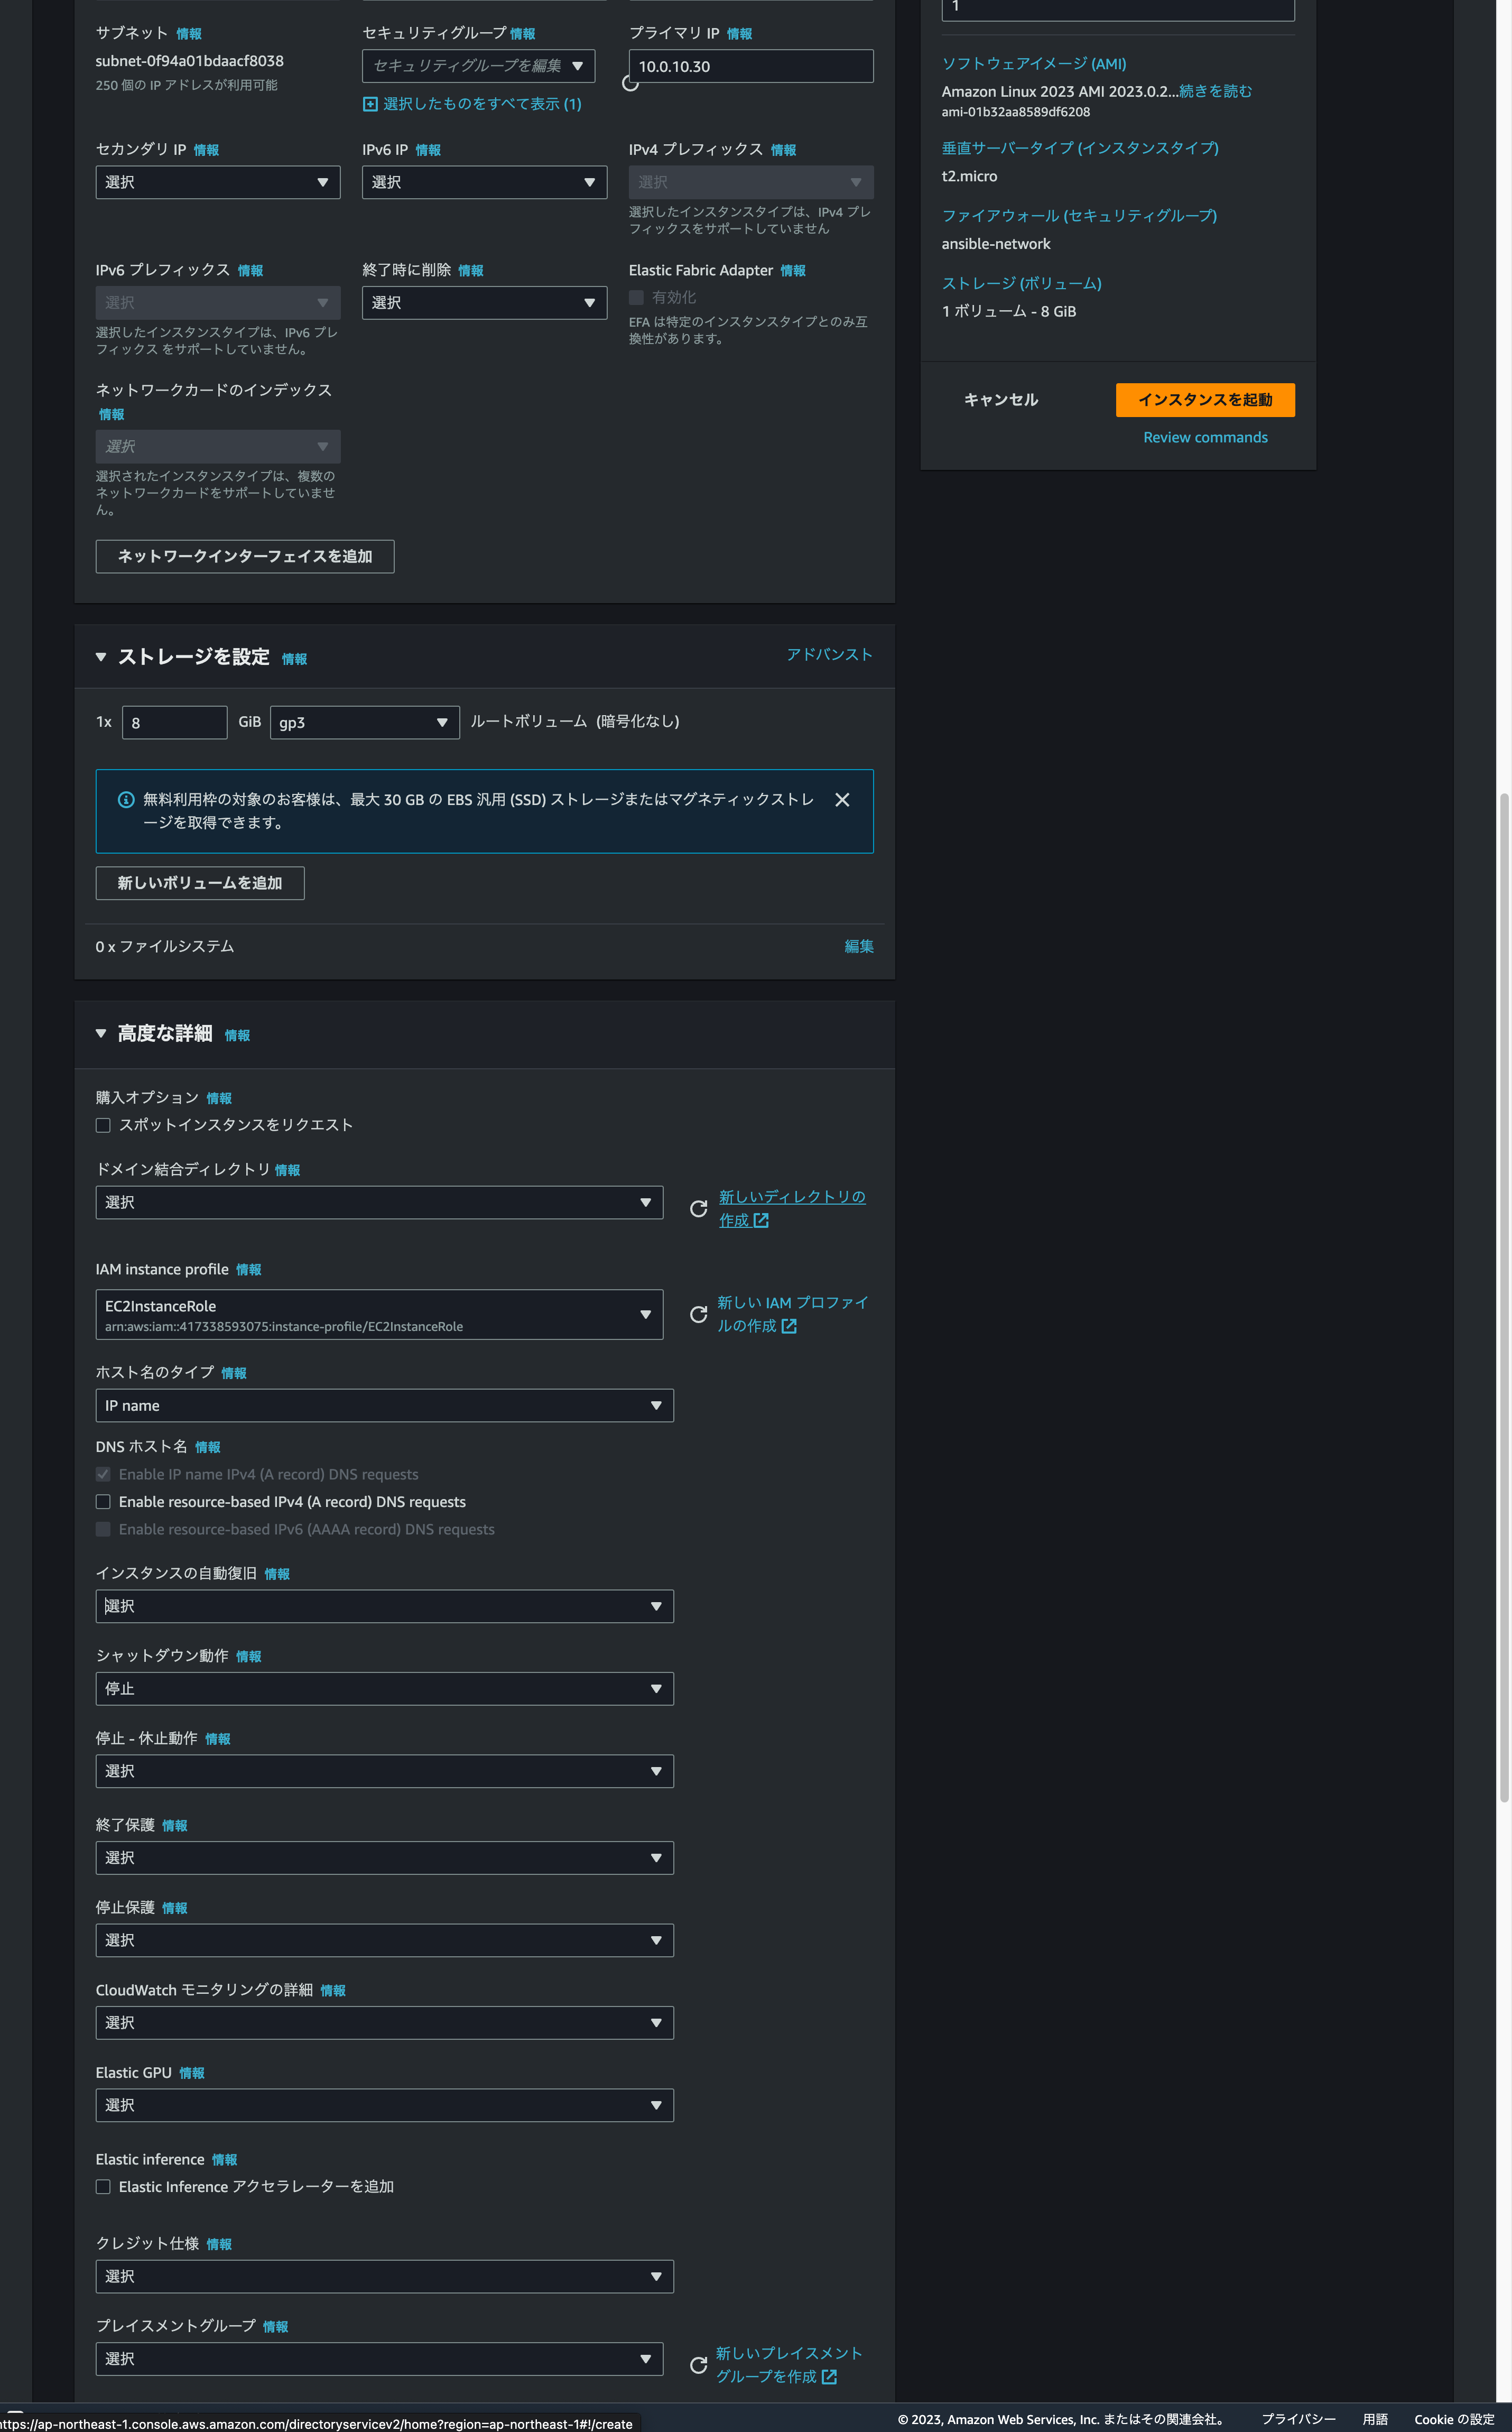 サブネット 情報
subnet-0f94a01bdaacf8038
250 個の IP アドレスが利用可能
セキュリティグループ 情報
セキュリティグループを編集
選択したものをすべて表示 (1)
プライマリ IP 情報
10.0.10.30
セカンダリ IP 情報
選択
IPv6 IP 情報
選択
IPv4 プレフィックス 情報
選択
選択したインスタンスタイプは、IPv4 プレ
フィックスをサポートしていません
IPv6 プレフィックス 情報
選択
選択したインスタンスタイプは、IPv6 プレ
フィックス をサポートしていません。
終了時に削除 情報
選択
Elastic Fabric Adapter 情報
有効化
EFA は特定のインスタンスタイプとのみ互
換性があります。
ネットワークカードのインデックス
情報
選択
選択されたインスタンスタイプは、複数の
ネットワークカードをサポートしていませ
ん。
ネットワークインターフェイスを追加
ストレージを設定 情報
アドバンスト
1x
8
GiB
gp3
ルートボリューム (暗号化なし)
無料利用枠の対象のお客様は、最大 30 GB の EBS 汎用 (SSD) ストレージまたはマグネティックストレ
ージを取得できます。
新しいボリュームを追加
0 x ファイルシステム
編集
高度な詳細 情報
購入オプション 情報
スポットインスタンスをリクエスト
ドメイン結合ディレクトリ 情報
選択
新しいディレクトリの
作成
IAM instance profile 情報
EC2InstanceRole
arn:aws:iam::417338593075:instance-profile/EC2InstanceRole
新しい IAM プロファイ
ルの作成
ホスト名のタイプ 情報
IP name
DNS ホスト名 情報
Enable IP name IPv4 (A record) DNS requests
Enable resource-based IPv4 (A record) DNS requests
Enable resource-based IPv6 (AAAA record) DNS requests
インスタンスの自動復旧 情報
選択
シャットダウン動作 情報
停止
停止 - 休止動作 情報
選択
終了保護 情報
選択
停止保護 情報
選択
CloudWatch モニタリングの詳細 情報
選択
Elastic GPU 情報
選択
Elastic inference 情報
Elastic Inference アクセラレーターを追加
クレジット仕様 情報
選択
プレイスメントグループ 情報
選択
新しいプレイスメント
グループを作成
1
ソフトウェアイメージ (AMI)
Amazon Linux 2023 AMI 2023.0.2...続きを読む
ami-01b32aa8589df6208
垂直サーバータイプ (インスタンスタイプ)
t2.micro
ファイアウォール (セキュリティグループ)
ansible-network
ストレージ (ボリューム)
1 ボリューム - 8 GiB
キャンセル
インスタンスを起動
Review commands
https://ap-northeast-1.console.aws.amazon.com/directoryservicev2/home?region=ap-northeast-1#!/create
© 2023, Amazon Web Services, Inc. またはその関連会社。
プライバシー
用語
Cookie の設定